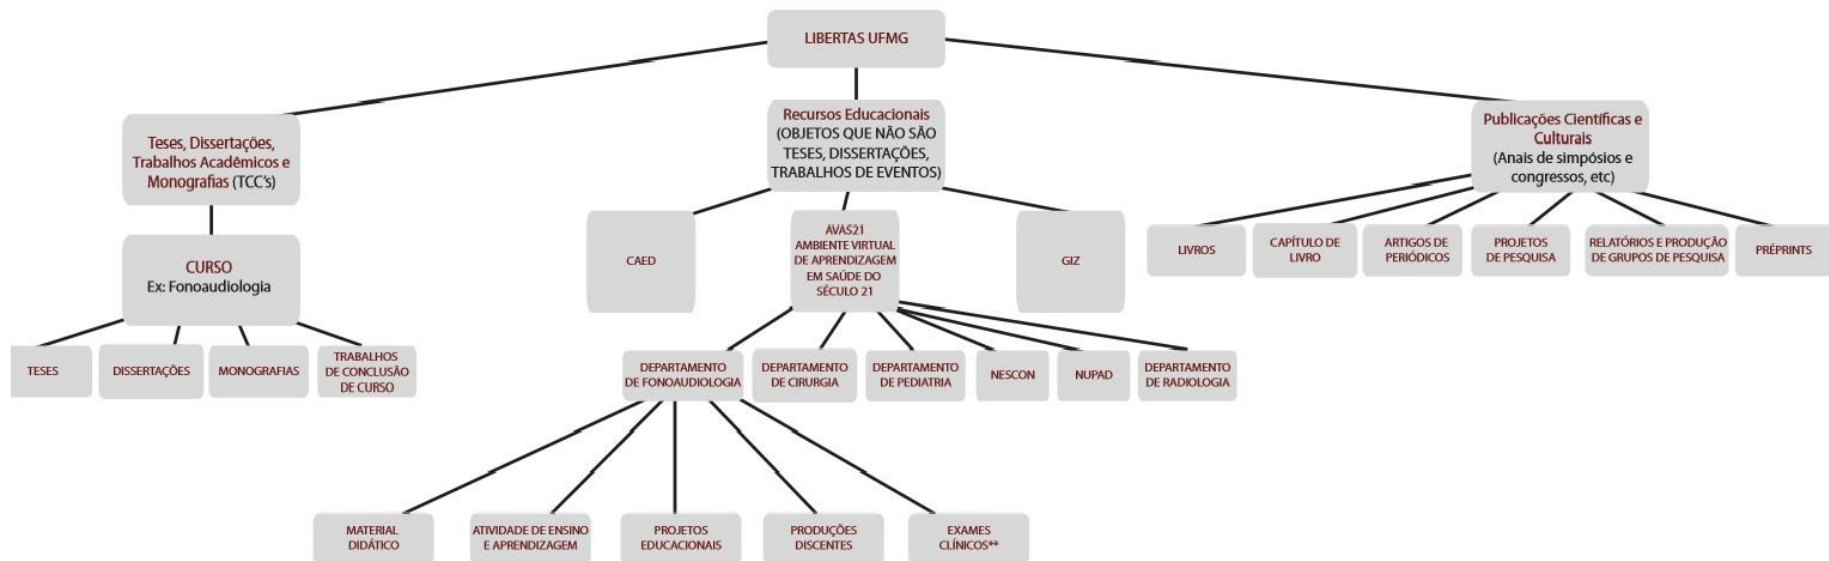 LIBERTAS UFMG
Teses, Dissertações,
Trabalhos Acadêmicos e
Monografias (TCC's)
Recursos Educacionais
(OBJETOS QUE NÃO SÃO
TESES, DISSERTAÇÕES,
TRABALHOS DE EVENTOS)
Publicações Científicas e
Culturais
(Anais de simpósios e
congressos, etc)
CURSO
Ex: Fonoaudiologia
CAED
AVAS21
AMBIENTE VIRTUAL
DE APRENDIZAGEM
EM SAÚDE DO
SÉCULO 21
GIZ
LIVROS
CAPÍTULO DE
LIVRO
ARTIGOS DE
PERIÓDICOS
PROJETOS
DE PESQUISA
RELATÓRIOS E PRODUÇÃO
DE GRUPOS DE PESQUISA
PRÉPRINTS
TESES
DISSERTAÇÕES
MONOGRAFIAS
TRABALHOS
DE CONCLUSÃO
DE CURSO
DEPARTAMENTO
DE FONOAUDIOLOGIA
DEPARTAMENTO
DE CIRURGIA
DEPARTAMENTO
DE PEDIATRIA
NESCON
NUPAD
DEPARTAMENTO
DE RADIOLOGIA
MATERIAL
DIDÁTICO
ATIVIDADE DE ENSINO
E APRENDIZAGEM
PROJETOS
EDUCACIONAIS
PRODUÇÕES
DISCENTES
EXAMES
CLÍNICOS**